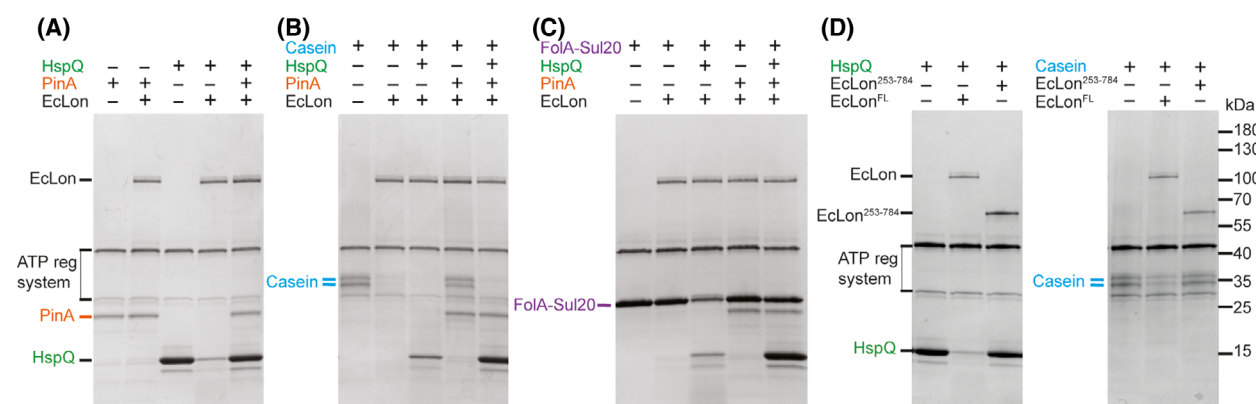 (A)
HspQ – – + + +
PinA + + – – +
EcLon – + – + +
EcLon
ATP reg
system
PinA
HspQ
(B)
Casein + + + + +
HspQ – – + – +
PinA – – – + +
EcLon – + + + +
Casein
(C)
FolA-Sul20 + + + + +
HspQ – – + – +
PinA – – – + +
EcLon – + + + +
FolA-Sul20
(D)
HspQ + + +
EcLon253-784 – – +
EcLonFL – + –
EcLon
EcLon253-784
ATP reg
system
HspQ
Casein + + +
EcLon253-784 – – +
EcLonFL – + –
Casein
kDa
180
130
100
70
55
40
35
25
15